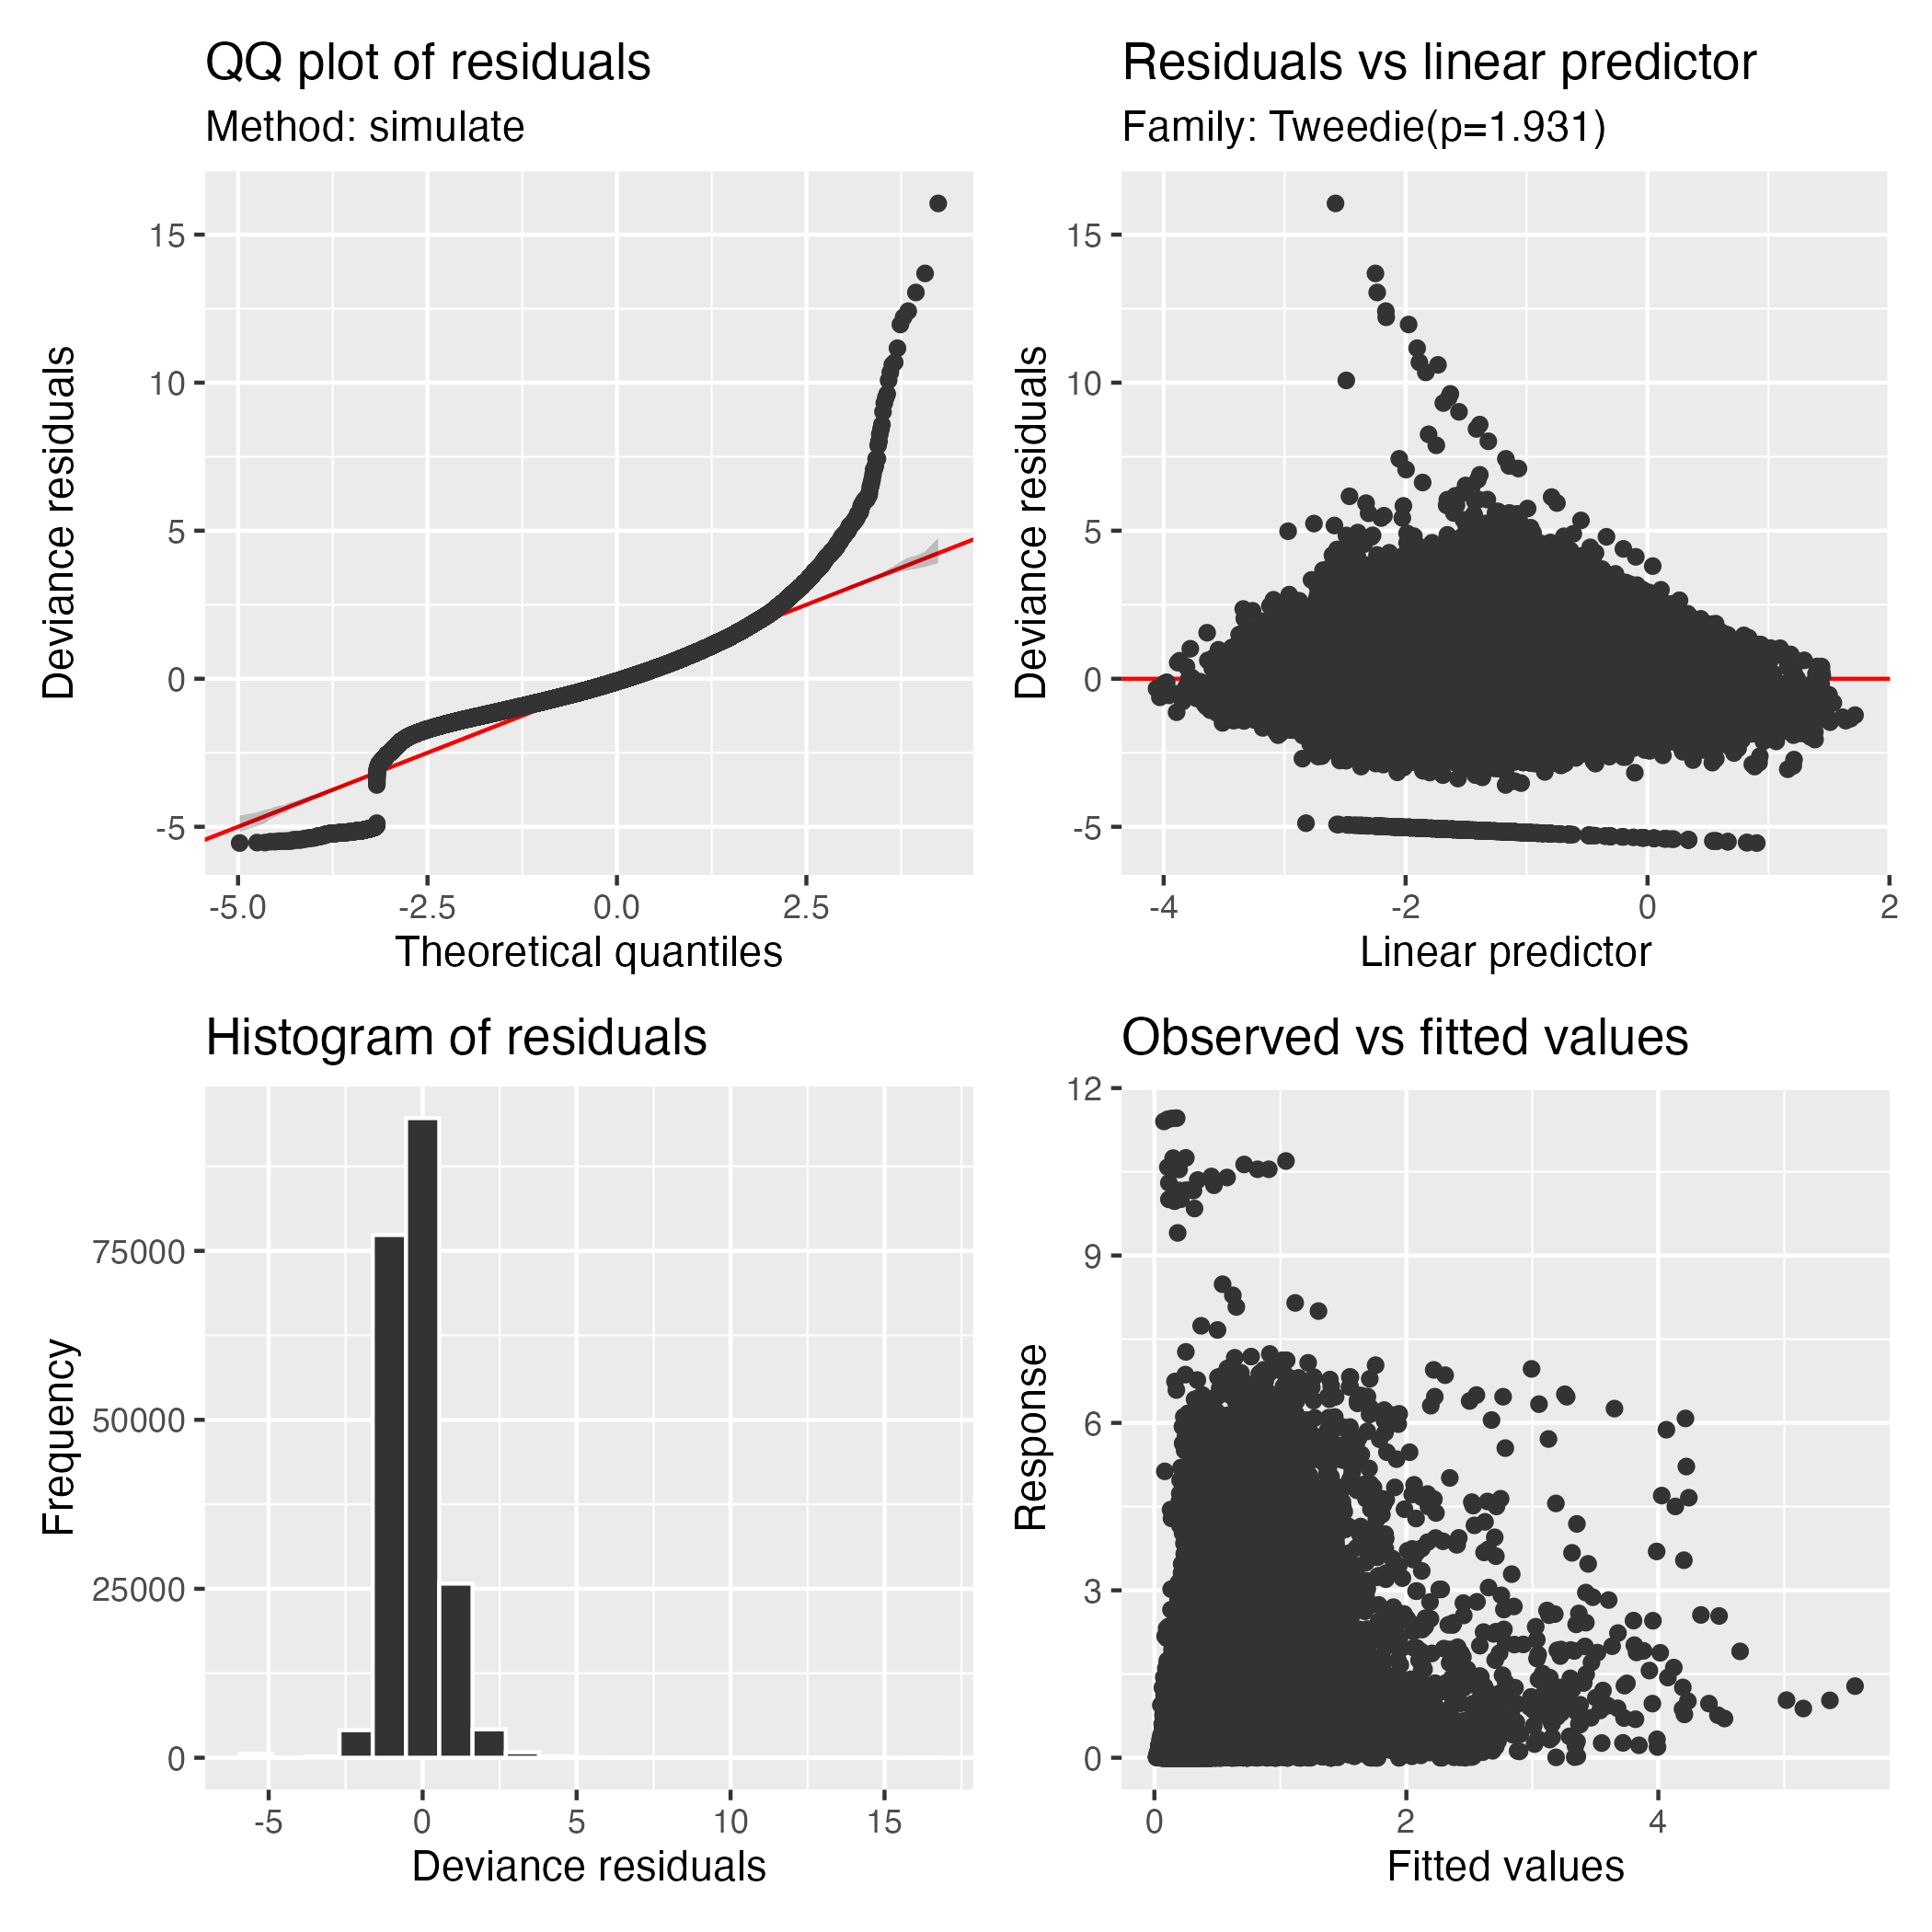 QQ plot of residuals
Method: simulate
15
10
5
0
-5
-5.0 -2.5 0.0 2.5
Theoretical quantiles
Deviance residuals
Residuals vs linear predictor
Family: Tweedie(p=1.931)
15
10
5
0
-5
-4 -2 0 2
Linear predictor
Deviance residuals
Histogram of residuals
75000
50000
25000
0
-5 0 5 10 15
Deviance residuals
Frequency
Observed vs fitted values
12
9
6
3
0
0 2 4
Fitted values
Response